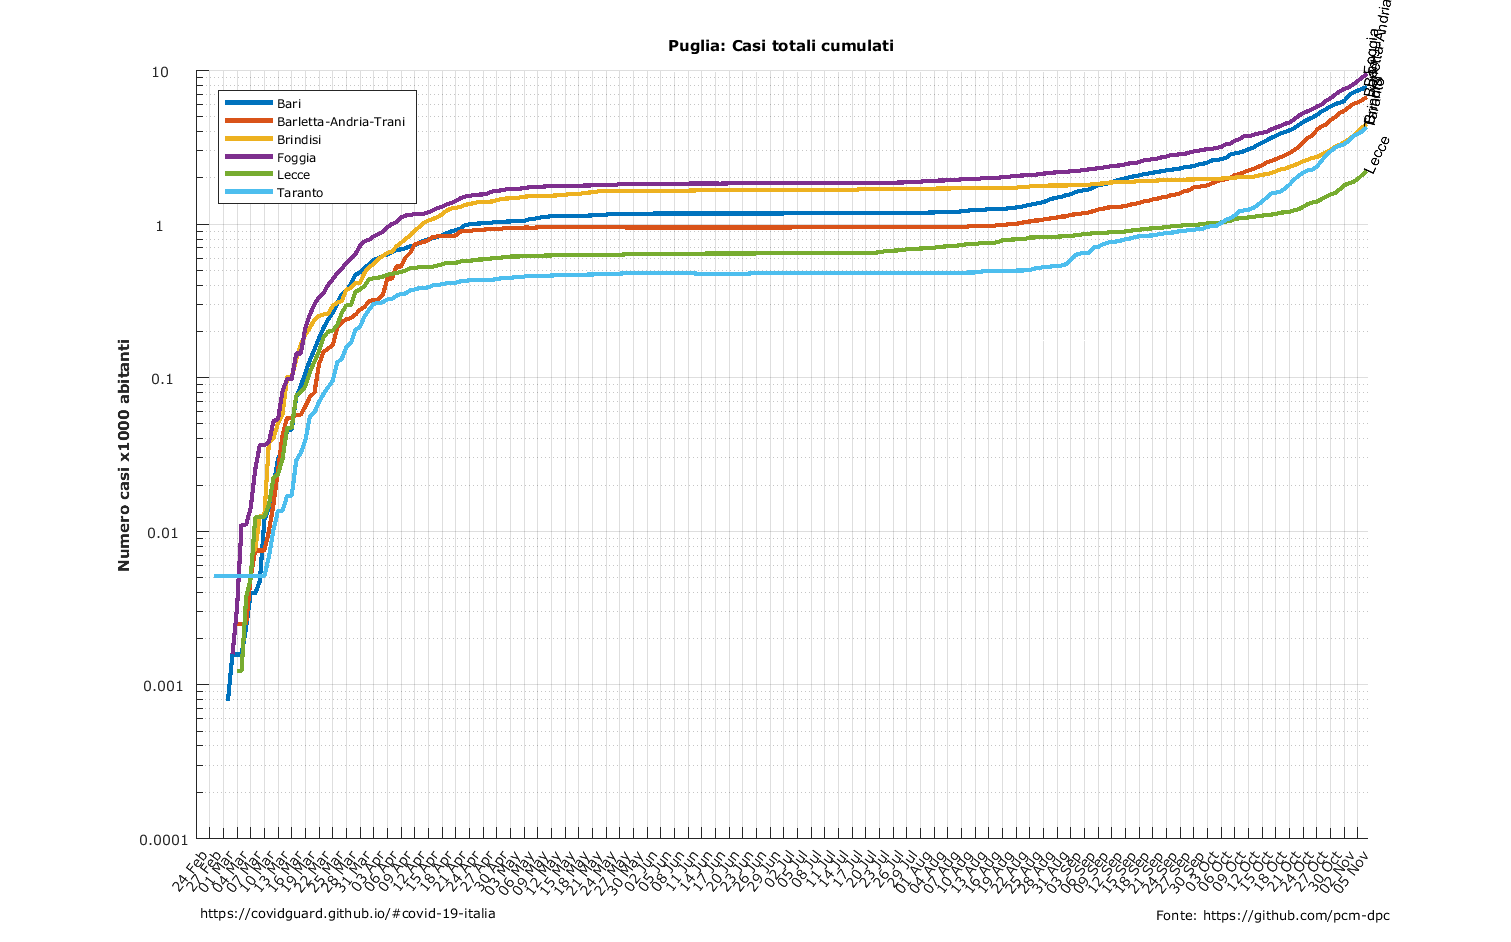 Puglia: Casi totali cumulati
Numero casi x1000 abitanti
10
1
0.1
0.01
0.001
0.0001
Bari
Barletta-Andria-Trani
Brindisi
Foggia
Lecce
Taranto
Foggia
Taranto
Lecce
24 Feb
27 Feb
01 Mar
04 Mar
07 Mar
10 Mar
13 Mar
16 Mar
19 Mar
22 Mar
25 Mar
28 Mar
31 Mar
03 Apr
06 Apr
09 Apr
12 Apr
15 Apr
18 Apr
21 Apr
24 Apr
27 Apr
30 Apr
03 May
06 May
09 May
12 May
15 May
18 May
21 May
24 May
27 May
30 May
02 Jun
05 Jun
08 Jun
11 Jun
14 Jun
17 Jun
20 Jun
23 Jun
26 Jun
29 Jun
02 Jul
05 Jul
08 Jul
11 Jul
14 Jul
17 Jul
20 Jul
23 Jul
26 Jul
29 Jul
01 Aug
04 Aug
07 Aug
10 Aug
13 Aug
16 Aug
19 Aug
22 Aug
25 Aug
28 Aug
31 Aug
03 Sep
06 Sep
09 Sep
12 Sep
15 Sep
18 Sep
21 Sep
24 Sep
27 Sep
30 Sep
03 Oct
06 Oct
09 Oct
12 Oct
15 Oct
18 Oct
21 Oct
24 Oct
27 Oct
30 Oct
02 Nov
05 Nov
https://covidguard.github.io/#covid-19-italia
Fonte: https://github.com/pcm-dpc